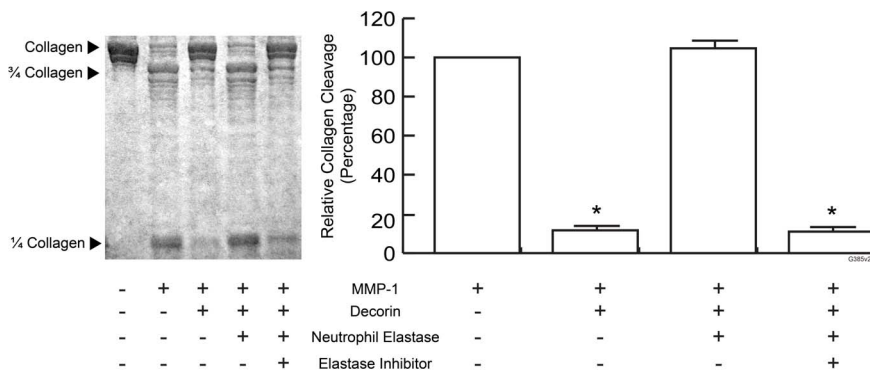 Collagen ►
¾ Collagen ►
¼ Collagen ►
Relative Collagen Cleavage
(Percentage)
120
100
80
60
40
20
0
*
*
G385v2
- + + + + MMP-1 + + + +
- - + + + Decorin - + + +
- - - + + Neutrophil Elastase - - + +
- - - - + Elastase Inhibitor - - - +